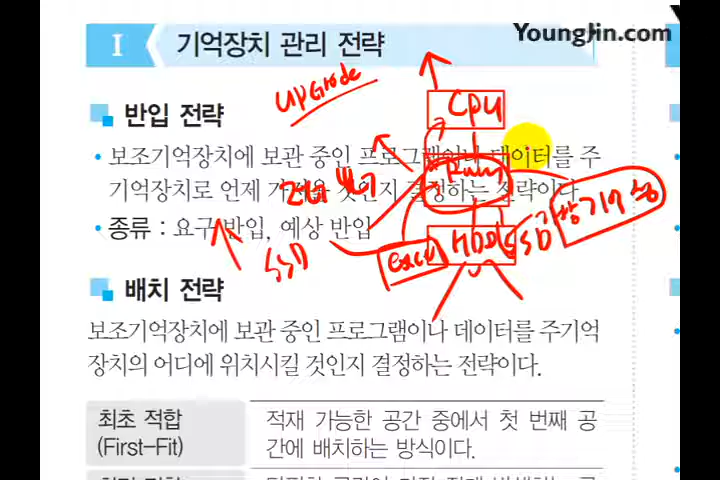 YoungJin.com
I 기억장치 관리 전략
UPGrade
CPU
반입 전략
보조기억장치에 보관 중인 프로그램이나 데이터를 주
Ram
기억장치로 언제 가져올 것인지 결정하는 전략이다.
2G 4G
종류 : 요구 반입, 예상 반입
SSD
Excel
HDD
SSD
배치 전략
보조기억장치에 보관 중인 프로그램이나 데이터를 주기억
장치의 어디에 위치시킬 것인지 결정하는 전략이다.
최초 적합
(First-Fit)
적재 가능한 공간 중에서 첫 번째 공
간에 배치하는 방식이다.